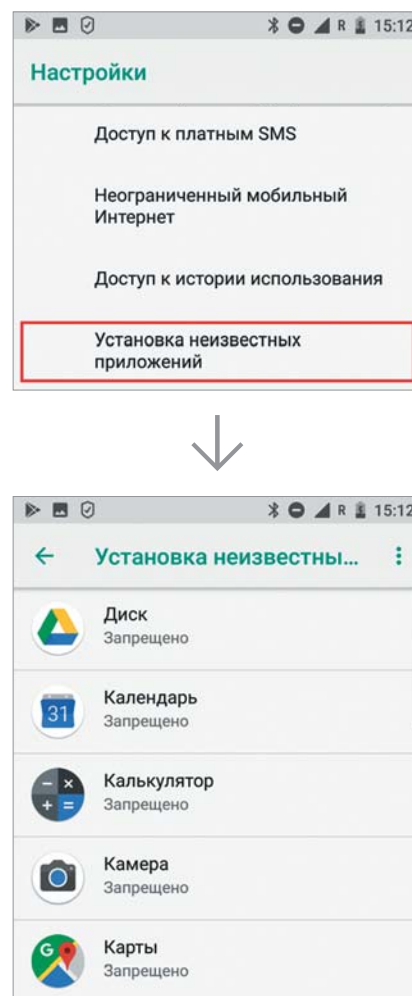 R 15:12
Настройки
Доступ к платным SMS
Неограниченный мобильный
Интернет
Доступ к истории использования
Установка неизвестных
приложений
R 15:12
Установка неизвестны...
Диск
Запрещено
31
Календарь
Запрещено
Калькулятор
Запрещено
Камера
Запрещено
G
Карты
Запрещено